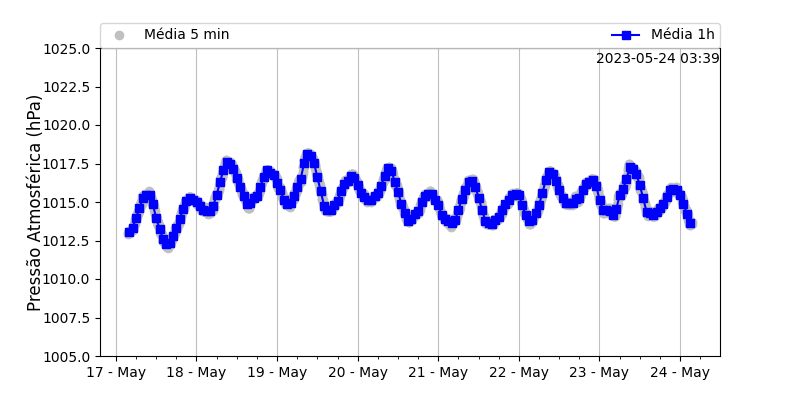 Média 5 min
Média 1h
2023-05-24 03:39
Pressão Atmosférica (hPa)
1025.0
1022.5
1020.0
1017.5
1015.0
1012.5
1010.0
1007.5
1005.0
17 - May
18 - May
19 - May
20 - May
21 - May
22 - May
23 - May
24 - May